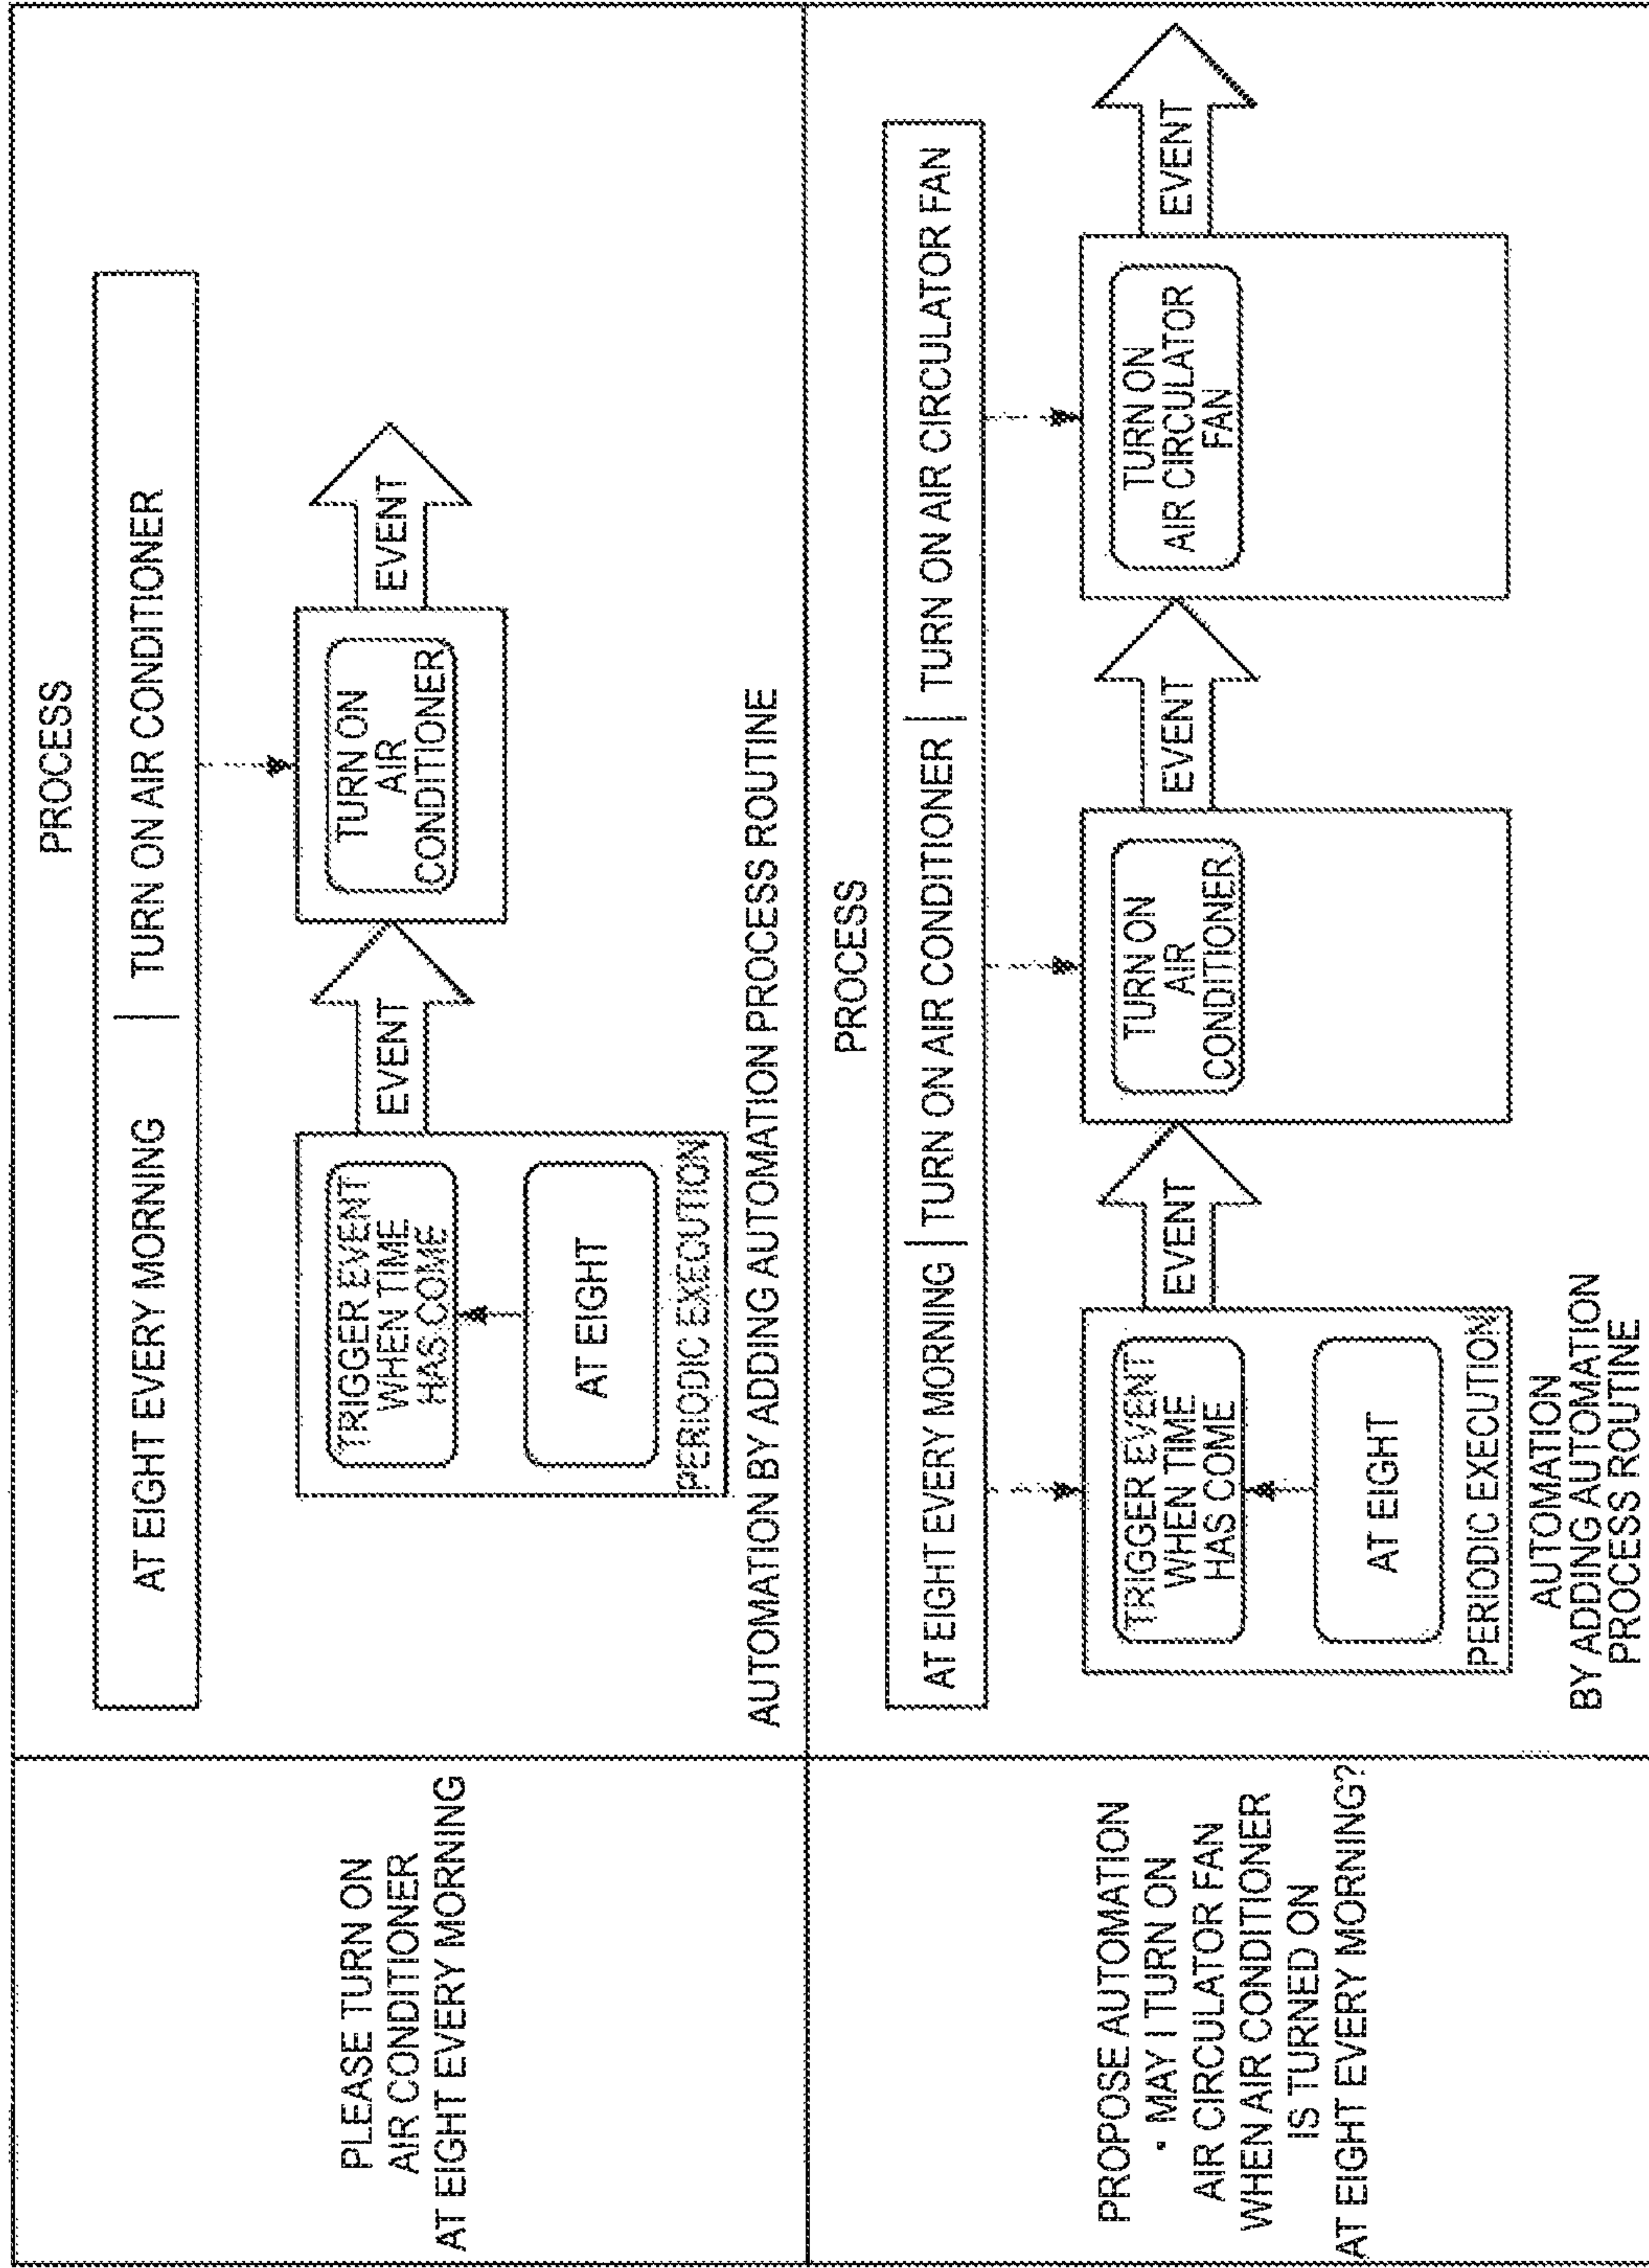 PLEASE TURN ON
AIR CONDITIONER
AT EIGHT EVERY MORNING
PROCESS
AT EIGHT EVERY MORNING | TURN ON AIR CONDITIONER
TRIGGER EVENT
WHEN TIME
HAS COME
AT EIGHT
PERIODIC EXECUTION
EVENT
TURN ON
AIR
CONDITIONER
EVENT
AUTOMATION BY ADDING AUTOMATION PROCESS ROUTINE
PROPOSE AUTOMATION
・MAY I TURN ON
AIR CIRCULATOR FAN
WHEN AIR CONDITIONER
IS TURNED ON
AT EIGHT EVERY MORNING?
PROCESS
AT EIGHT EVERY MORNING | TURN ON AIR CONDITIONER | TURN ON AIR CIRCULATOR FAN
TRIGGER EVENT
WHEN TIME
HAS COME
AT EIGHT
PERIODIC EXECUTION
EVENT
TURN ON
AIR
CONDITIONER
EVENT
TURN ON
AIR CIRCULATOR
FAN
EVENT
AUTOMATION
BY ADDING AUTOMATION
PROCESS ROUTINE